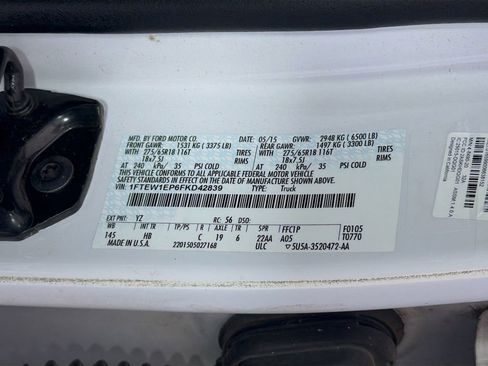 MFD. BY FORD MOTOR CO.
DATE: 05/15 GVWR: 2948 KG ( 6500 LB)
FRONT GAWR: 1531 KG ( 3375 LB) REAR GAWR: 1497 KG ( 3300 LB)
WITH 275/65R18 116T TIRES WITH 275/65R18 116T TIRES
18x7.5J RIMS 18x7.5J RIMS
AT 240 kPa/ 35 PSI COLD AT 240 kPa/ 35 PSI COLD
THIS VEHICLE CONFORMS TO ALL APPLICABLE FEDERAL MOTOR VEHICLE
SAFETY STANDARDS IN EFFECT ON THE DATE OF MANUFACTURE SHOWN ABOVE.
VIN: 1FTEW1EP6FKD42839 TYPE: Truck
EXT PNT: YZ RC: 56 DSO:
WB INT TR TP/PS R AXLE TR SPR FFC1P F0105
145 HB C 19 6 22AA A05 T0770
MADE IN U.S.A. 2201505027168 ULC 5U5A-3520472-AA